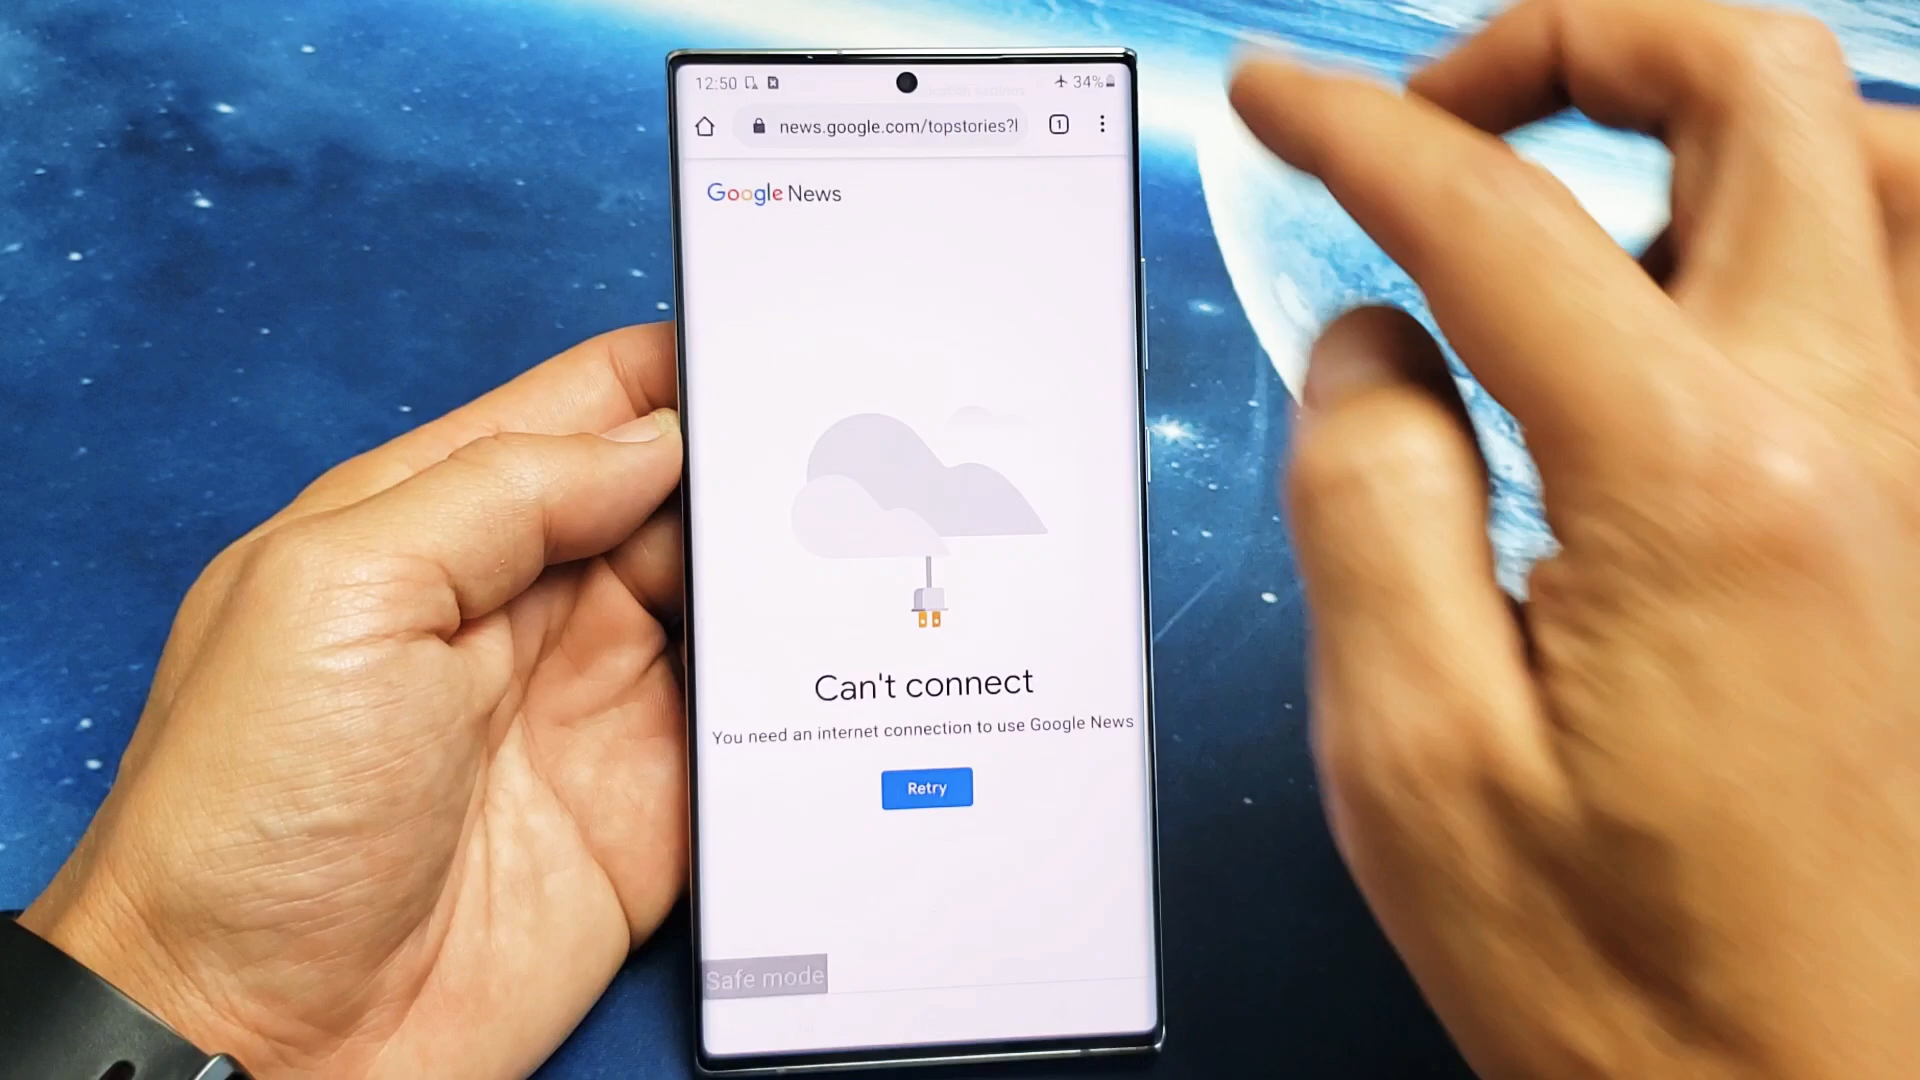 12:50 34%
news.google.com/topstories?l 1
Google News
Can't connect
You need an internet connection to use Google News
Retry
Safe mode